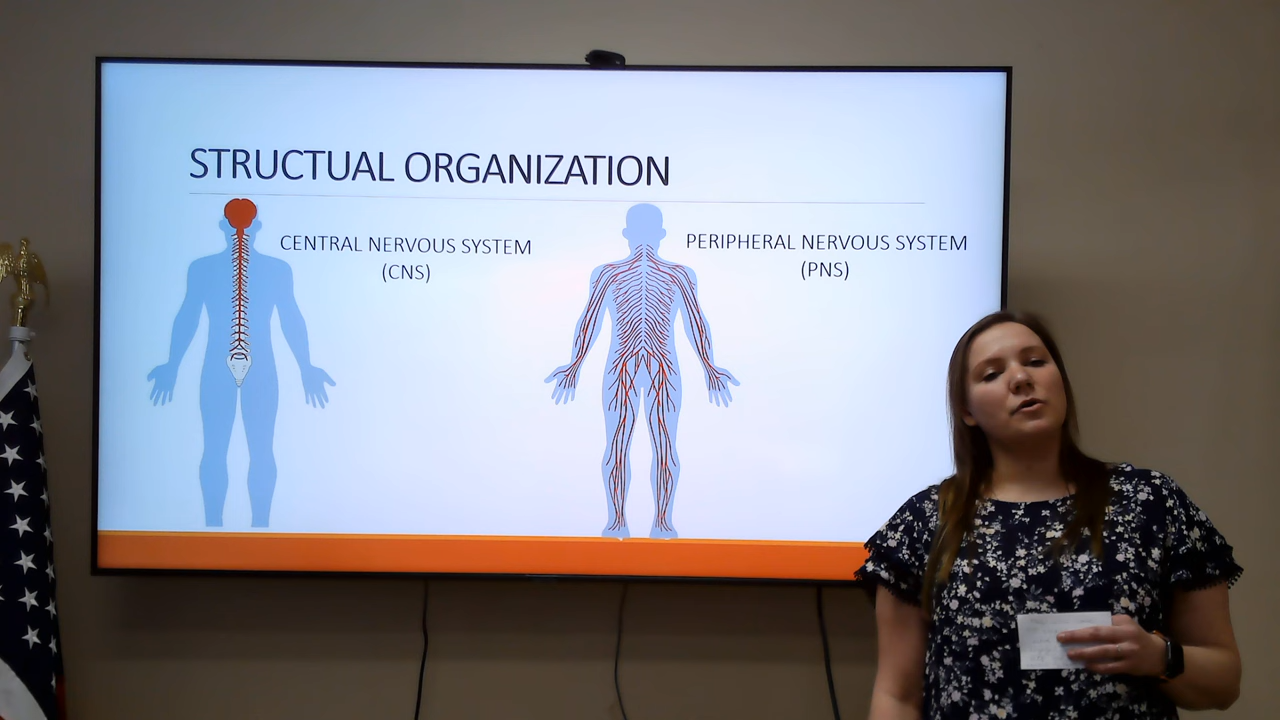 STRUCTUAL ORGANIZATION
CENTRAL NERVOUS SYSTEM
(CNS)
PERIPHERAL NERVOUS SYSTEM
(PNS)